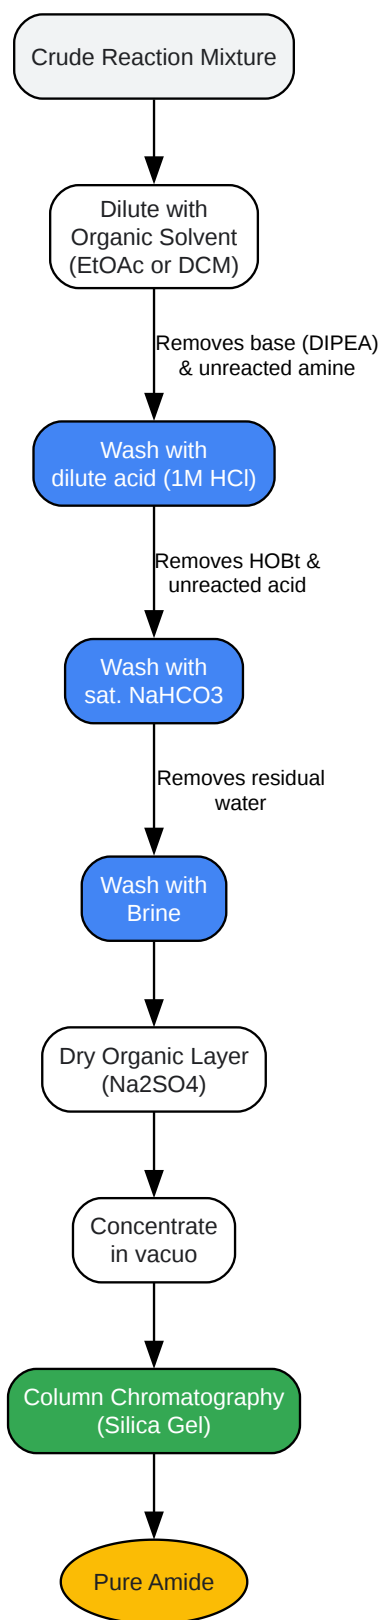 Crude Reaction Mixture
Dilute with
Organic Solvent
(EtOAc or DCM)
Removes base (DIPEA)
& unreacted amine
Wash with
dilute acid (1M HCl)
Removes HOBt &
unreacted acid
Wash with
sat. NaHCO3
Removes residual
water
Wash with
Brine
Dry Organic Layer
(Na2SO4)
Concentrate
in vacuo
Column Chromatography
(Silica Gel)
Pure Amide